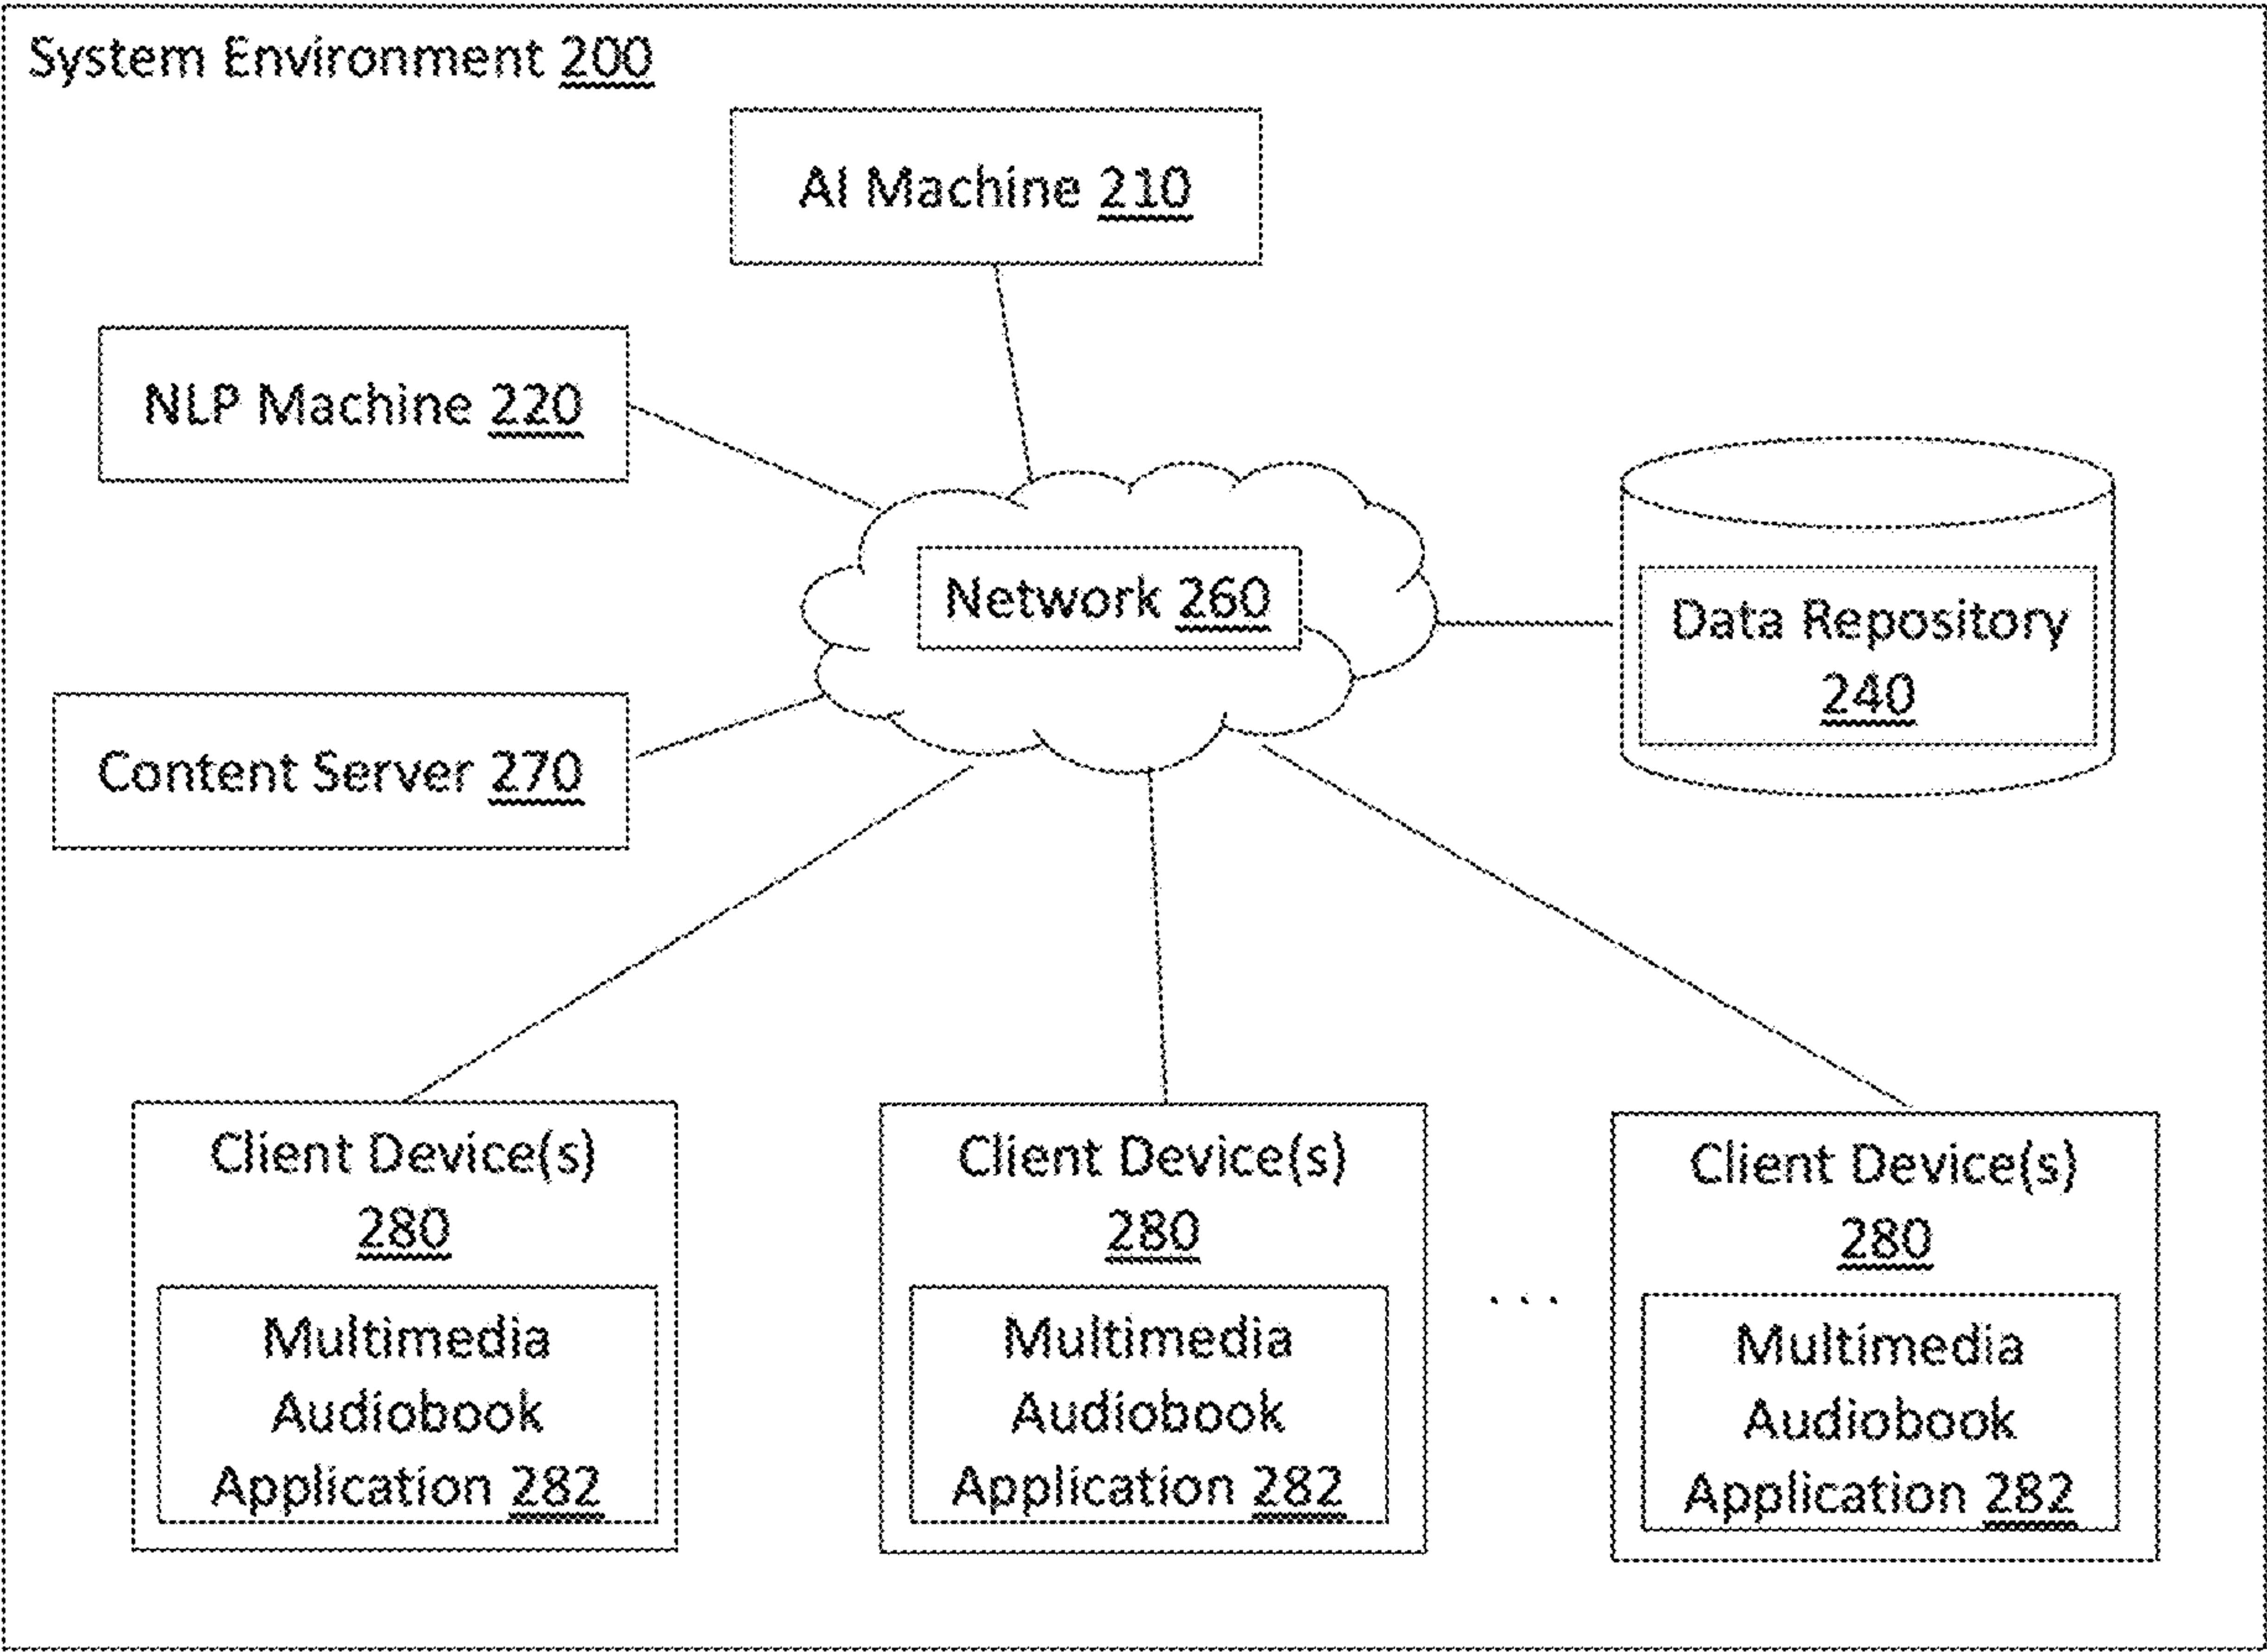 System Environment 200
AI Machine 210
NLP Machine 220
Network 260
Data Repository
240
Content Server 270
Client Device(s)
280
Multimedia
Audiobook
Application 282
Client Device(s)
280
Multimedia
Audiobook
Application 282
. . .
Client Device(s)
280
Multimedia
Audiobook
Application 282